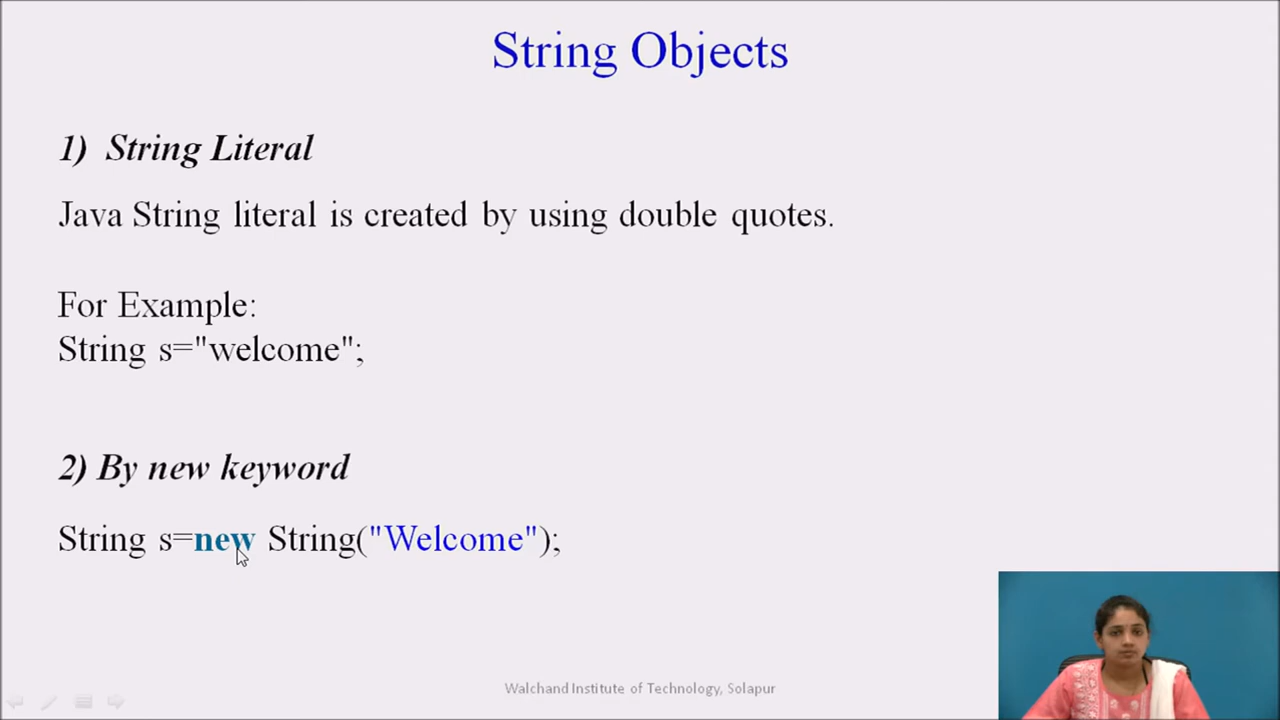 String Objects
1) String Literal
Java String literal is created by using double quotes.
For Example:
String s="welcome";
2) By new keyword
String s=new String("Welcome");
Walchand Institute of Technology, Solapur